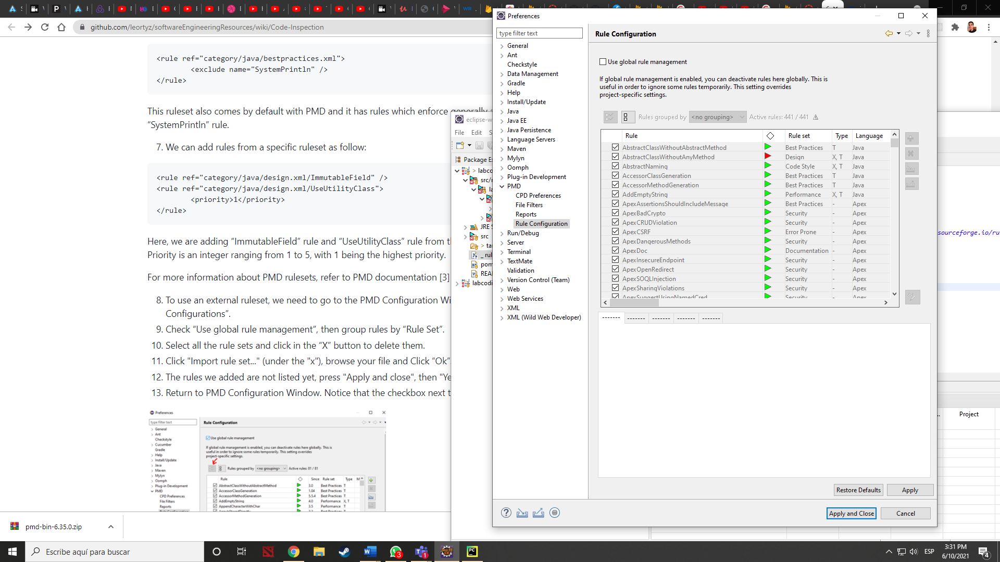 github.com/leortyz/softwareEngineeringResources/wiki/Code-Inspection
<rule ref="category/java/bestpractices.xml">
<exclude name="SystemPrintln" />
</rule>
This ruleset also comes by default with PMD and it has rules which enforce generally
“SystemPrintln” rule.
7. We can add rules from a specific ruleset as follow:
<rule ref="category/java/design.xml/ImmutableField" />
<rule ref="category/java/design.xml/UseUtilityClass">
<priority>1</priority>
</rule>
Here, we are adding “ImmutableField” rule and “UseUtilityClass” rule from
Priority is an integer ranging from 1 to 5, with 1 being the highest priority.
For more information about PMD rulesets, refer to PMD documentation [3]
8. To use an external ruleset, we need to go to the PMD Configuration
Configurations”.
9. Check “Use global rule management”, then group rules by “Rule Set”.
10. Select all the rule sets and click in the “X” button to delete them.
11. Click "Import rule set..." (under the "x"), browse your file and Click “Ok”
12. The rules we added are not listed yet, press "Apply and close", then "Ye
13. Return to PMD Configuration Window. Notice that the checkbox next
Preferences
type filter text
Rule Configuration
General
Ant
Checkstyle
Cucumber
Gradle
Help
Install/Update
Java
Maven
Mylyn
Oomph
Plug-in Development
PMD
CPD Preferences
File Filters
Reports
Use global rule management
If global rule management is enabled, you can deactivate rules here globally. This is
useful in order to ignore some rules temporarily. This setting overrides
project-specific settings.
Rules grouped by <no grouping> Active rules: 81 / 81
Rule Since Rule set Type
AbstractClassWithoutAbstractMethod 3.0 Best Practices T
AccessorClassGeneration 1.04 Best Practices T
AccessorMethodGeneration 5.5.4 Best Practices T
AddEmptyString 4.0 Performance X, T
AppendCharacterWithChar 3.5 Performance T
eclipse-w
File Edit S
Package E
> labco
src/
JRE S
src
> ta
_ rul
pom
REA
labcodi
Preferences
type filter text
General
Ant
Checkstyle
Data Management
Gradle
Help
Install/Update
Java
Java EE
Java Persistence
Language Servers
Maven
Mylyn
Oomph
Plug-in Development
PMD
CPD Preferences
File Filters
Reports
Rule Configuration
Run/Debug
Server
Terminal
TextMate
Validation
Version Control (Team)
Web
Web Services
XML
XML (Wild Web Developer)
Rule Configuration
Use global rule management
If global rule management is enabled, you can deactivate rules here globally. This is
useful in order to ignore some rules temporarily. This setting overrides
project-specific settings.
Rules grouped by <no grouping> Active rules: 441 / 441
Rule Rule set Type Language
AbstractClassWithoutAbstractMethod Best Practices T Java
AbstractClassWithoutAnyMethod Design X, T Java
AbstractNaming Code Style X, T Java
AccessorClassGeneration Best Practices T Java
AccessorMethodGeneration Best Practices T Java
AddEmptyString Performance X, T Java
ApexAssertionsShouldIncludeMessage Best Practices - Apex
ApexBadCrypto Security - Apex
ApexCRUDViolation Security - Apex
ApexCSRF Error Prone - Apex
ApexDangerousMethods Security - Apex
ApexDoc Documentation - Apex
ApexInsecureEndpoint Security - Apex
ApexOpenRedirect Security - Apex
ApexSOQLInjection Security - Apex
ApexSharingViolations Security - Apex
ApexSuggestUsingNamedCred Security - Apex
------- ------- ------- ------- -------
Restore Defaults Apply
Apply and Close Cancel
sourceforge.io/ru
Project
pmd-bin-6.35.0.zip
Escribe aquí para buscar
3
1
ESP
3:31 PM
6/10/2021
4